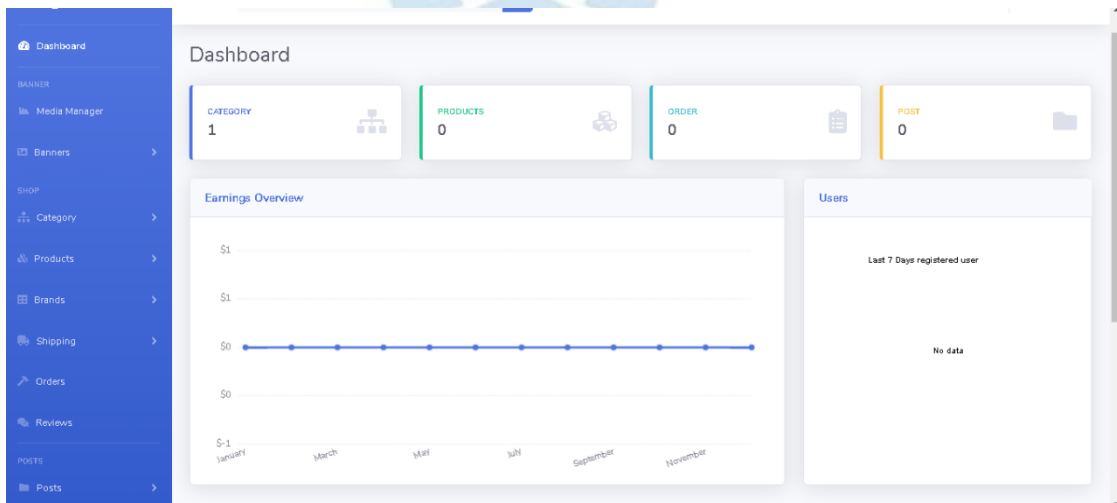 Dashboard
BANNER
Media Manager
Banners
SHOP
Category
Products
Brands
Shipping
Orders
Reviews
POSTS
Posts
Dashboard
CATEGORY
1
PRODUCTS
0
ORDER
0
POST
0
Earnings Overview
$1
$1
$0
$0
$-1
January March May July September November
Users
Last 7 Days registered user
No data